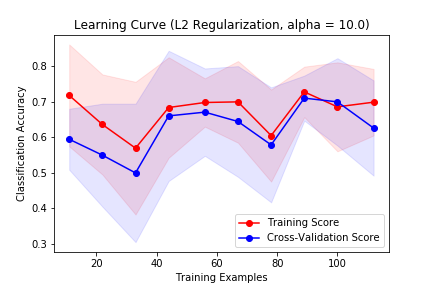 Learning Curve (L2 Regularization, alpha = 10.0)
Classification Accuracy
0.8
0.7
0.6
0.5
0.4
0.3
20
40
60
80
100
Training Examples
Training Score
Cross-Validation Score